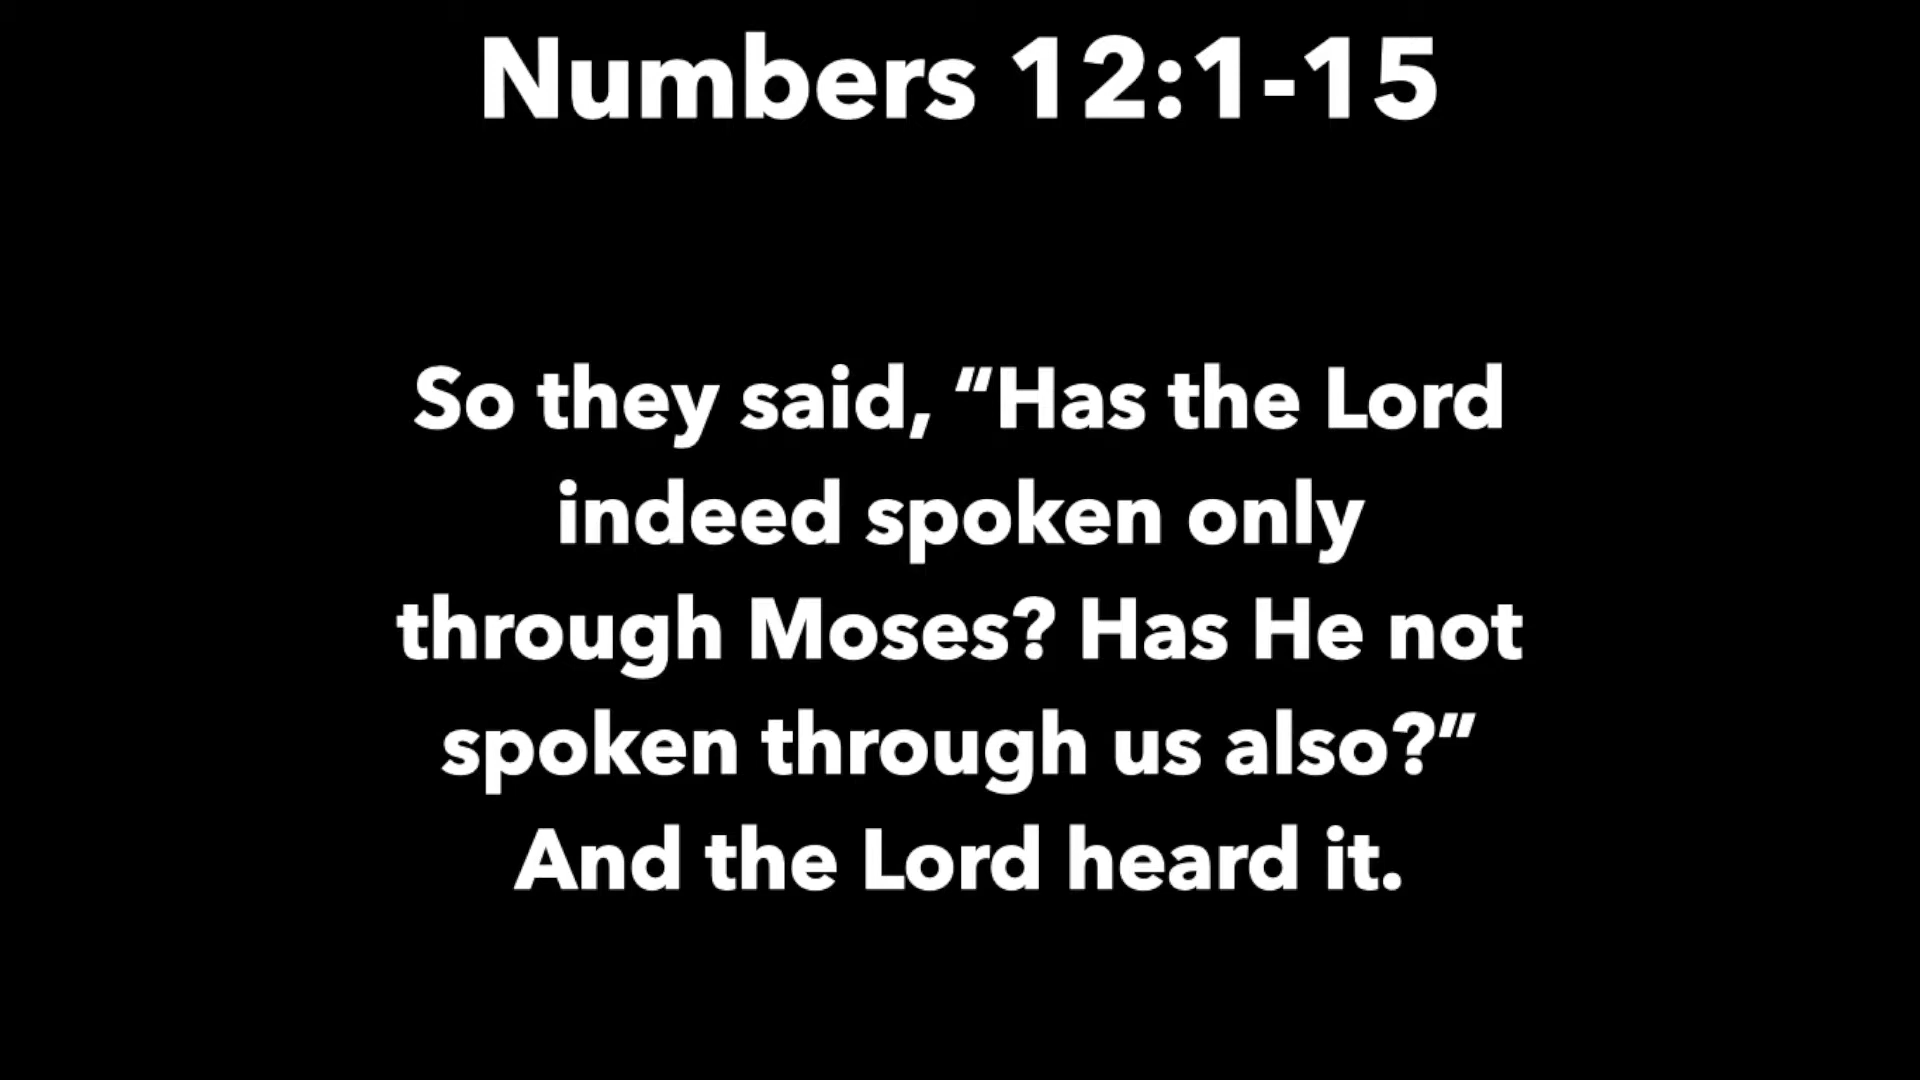 Numbers 12:1-15
So they said, “Has the Lord
indeed spoken only
through Moses? Has He not
spoken through us also?”
And the Lord heard it.